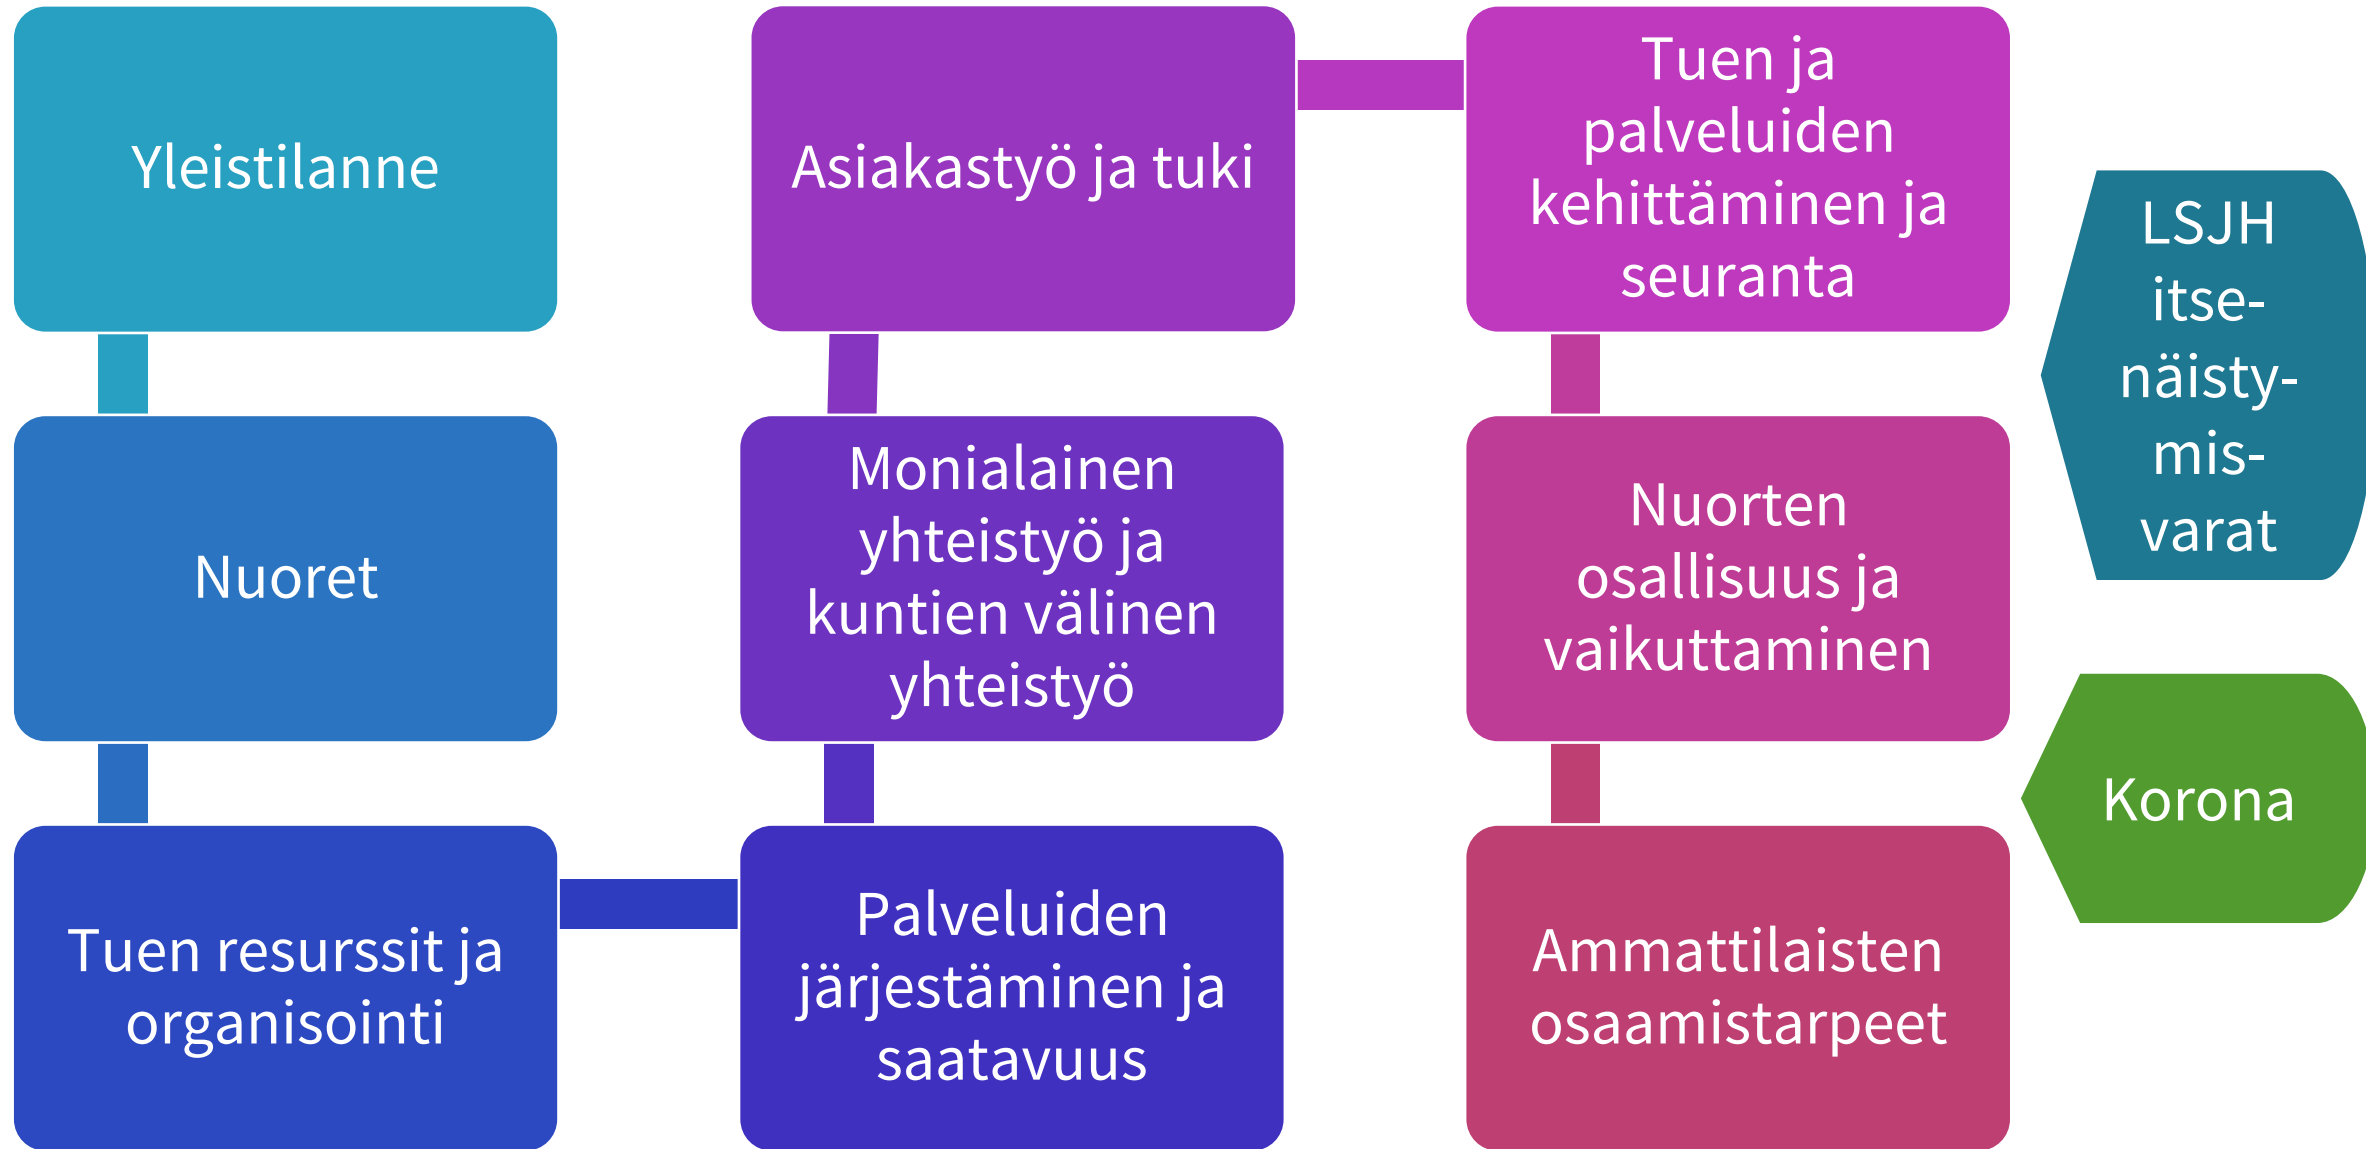 Yleistilanne
Nuoret
Tuen resurssit ja
organisointi
Palveluiden
järjestäminen ja
saatavuus
Monialainen
yhteistyö ja
kuntien välinen
yhteistyö
Asiakastyö ja tuki
Tuen ja
palveluiden
kehittäminen ja
seuranta
Nuorten
osallisuus ja
vaikuttaminen
Ammattilaisten
osaamistarpeet
LSJH
itse-
näisty-
mis-
varat
Korona